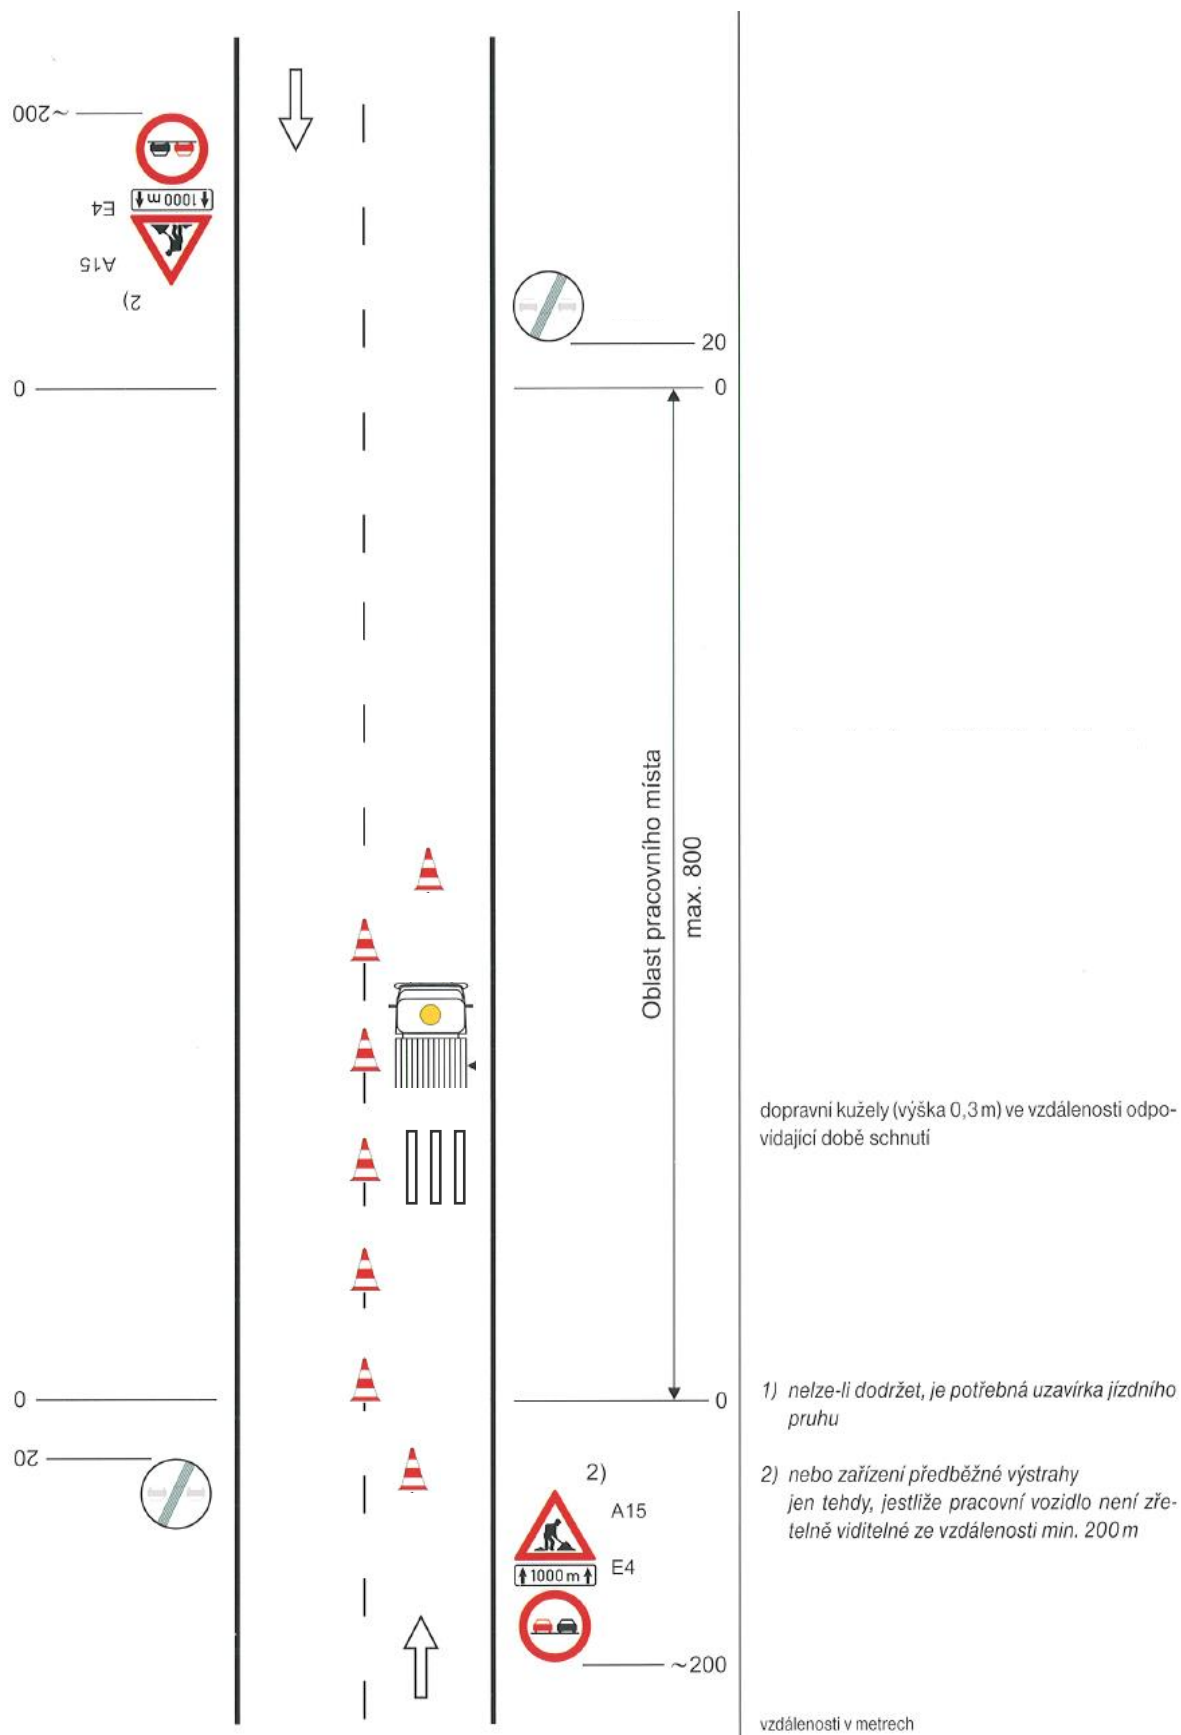 ~200
1000 m
E4
A15
2)
20
0
0
Oblast pracovního místa
max. 800
dopravní kužely (výška 0,3 m) ve vzdálenosti odpo-
vídající době schnutí
0
0
1) nelze-li dodržet, je potřebná uzavírka jízdního
pruhu
20
2)
2) nebo zařízení předběžné výstrahy
jen tehdy, jestliže pracovní vozidlo není zře-
telně viditelné ze vzdálenosti min. 200 m
A15
E4
1000 m
~200
vzdálenosti v metrech